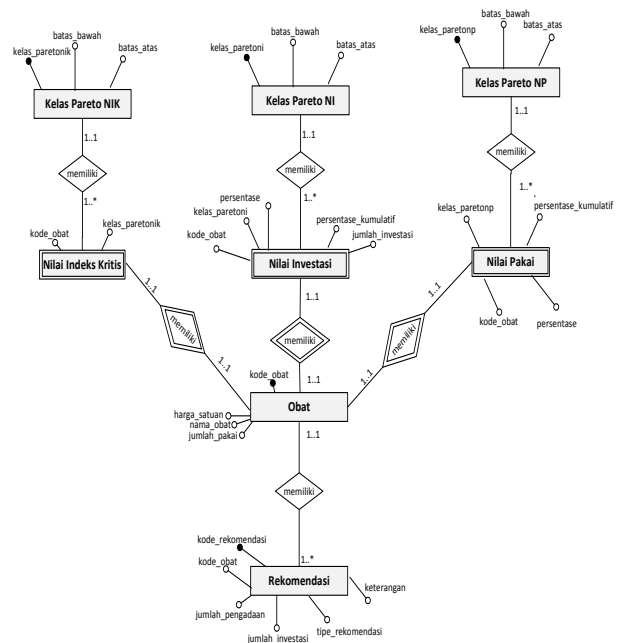 batas_bawah
kelas_paretonik
batas_atas
Kelas Pareto NIK
1..1
memiliki
1..*
kelas_paretonik
kode_obat
Nilai Indeks Kritis
batas_bawah
kelas_paretoni
batas_atas
Kelas Pareto NI
1..1
memiliki
1..*
persentase
kelas_paretoni
persentase_kumulatif
kode_obat
jumlah_investasi
Nilai Investasi
batas_bawah
kelas_paretonp
batas_atas
Kelas Pareto NP
1..1
memiliki
1..*
kelas_paretonp
persentase_kumulatif
Nilai Pakai
kode_obat
persentase
1..1
memiliki
1..1
1..1
memiliki
1..1
1..1
memiliki
1..1
kode_obat
Obat
harga_satuan
nama_obat
jumlah_pakai
1..1
memiliki
1..*
kode_rekomendasi
kode_obat
Rekomendasi
keterangan
jumlah_pengadaan
tipe_rekomendasi
jumlah_investasi